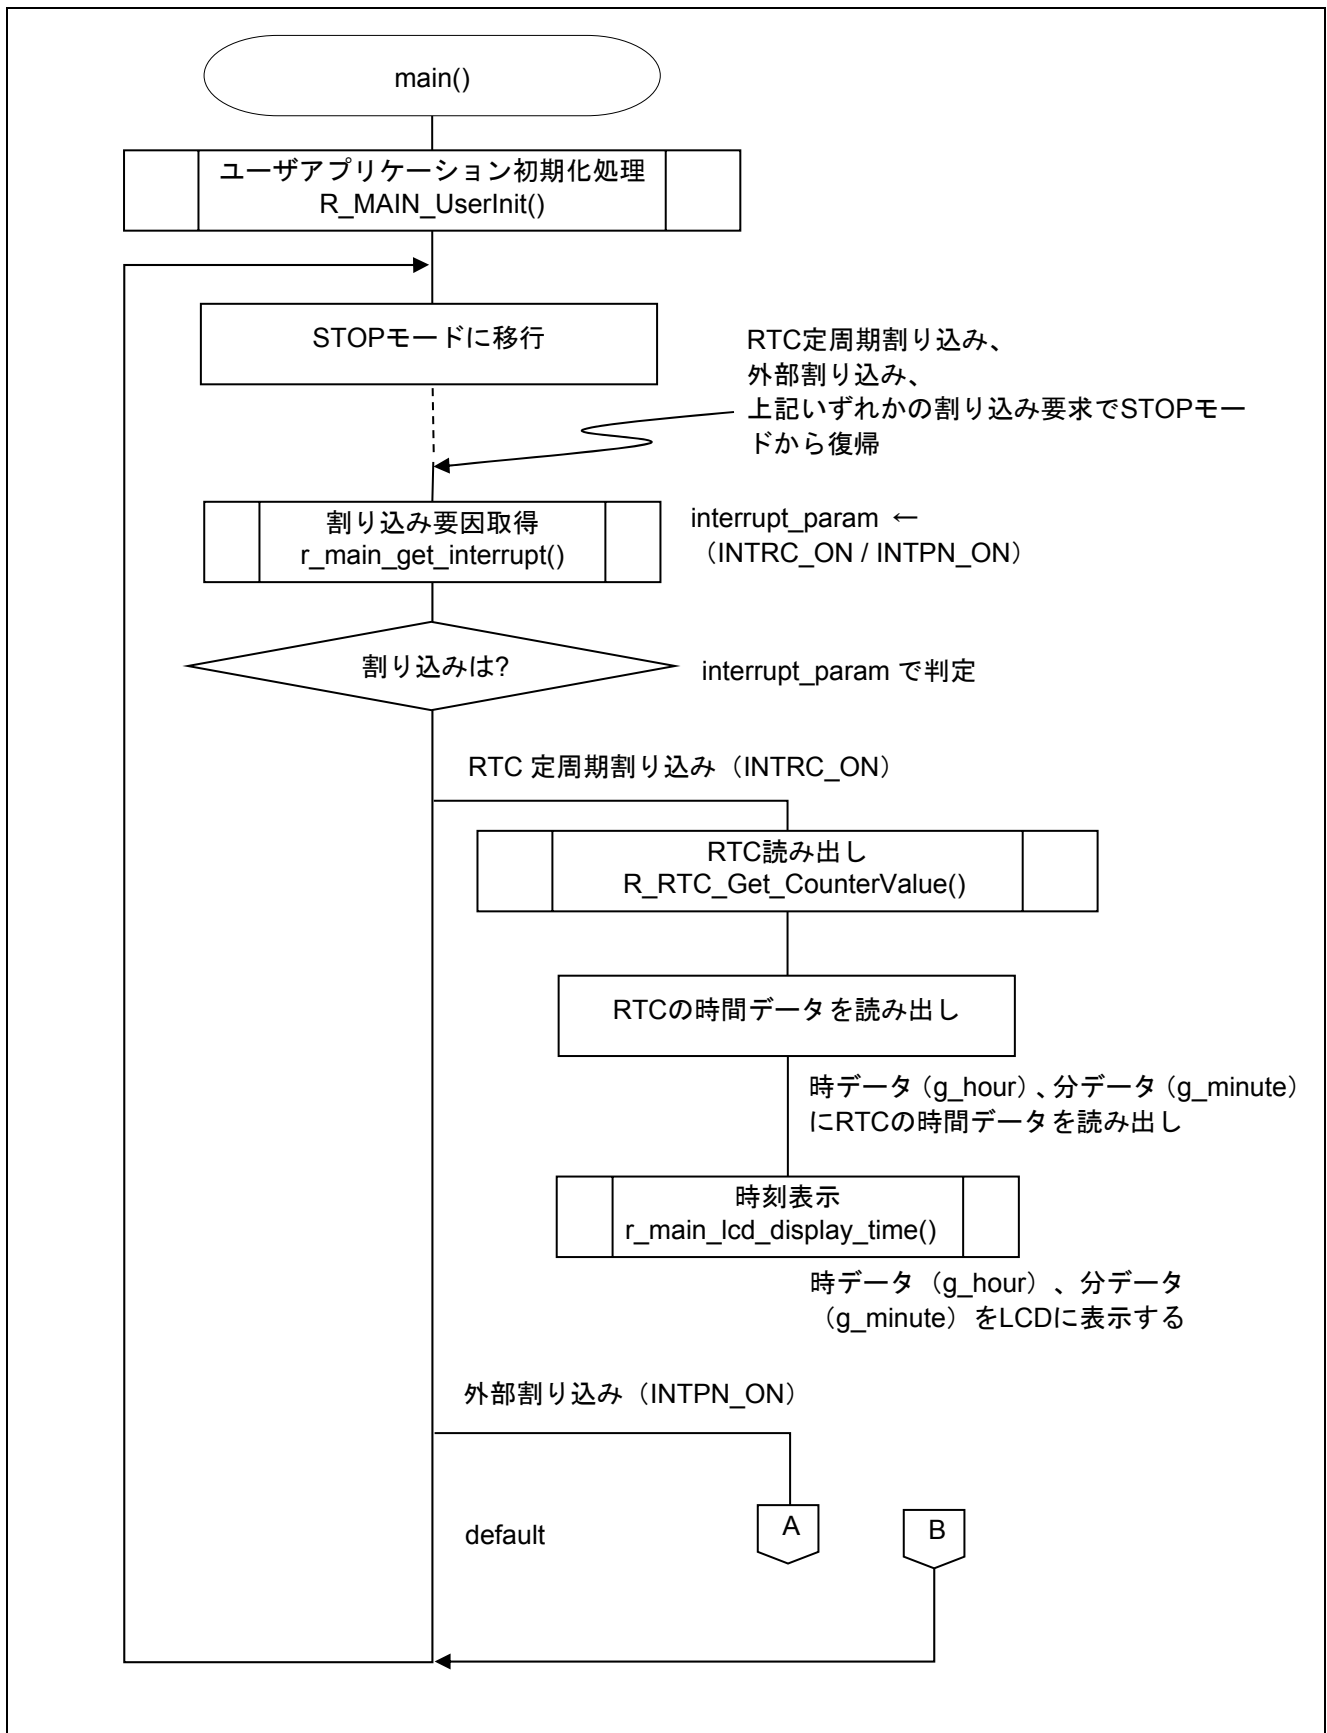 main()
ユーザアプリケーション初期化処理
R_MAIN_UserInit()
STOPモードに移行
RTC定周期割り込み、
外部割り込み、
上記いずれかの割り込み要求でSTOPモー
ドから復帰
割り込み要因取得
r_main_get_interrupt()
interrupt_param ←
（INTRC_ON / INTPN_ON）
割り込みは?
interrupt_param で判定
RTC 定周期割り込み（INTRC_ON）
RTC読み出し
R_RTC_Get_CounterValue()
RTCの時間データを読み出し
時データ（g_hour）、分データ（g_minute）
にRTCの時間データを読み出し
時刻表示
r_main_lcd_display_time()
時データ（g_hour）、分データ
（g_minute）をLCDに表示する
外部割り込み（INTPN_ON）
A
B
default